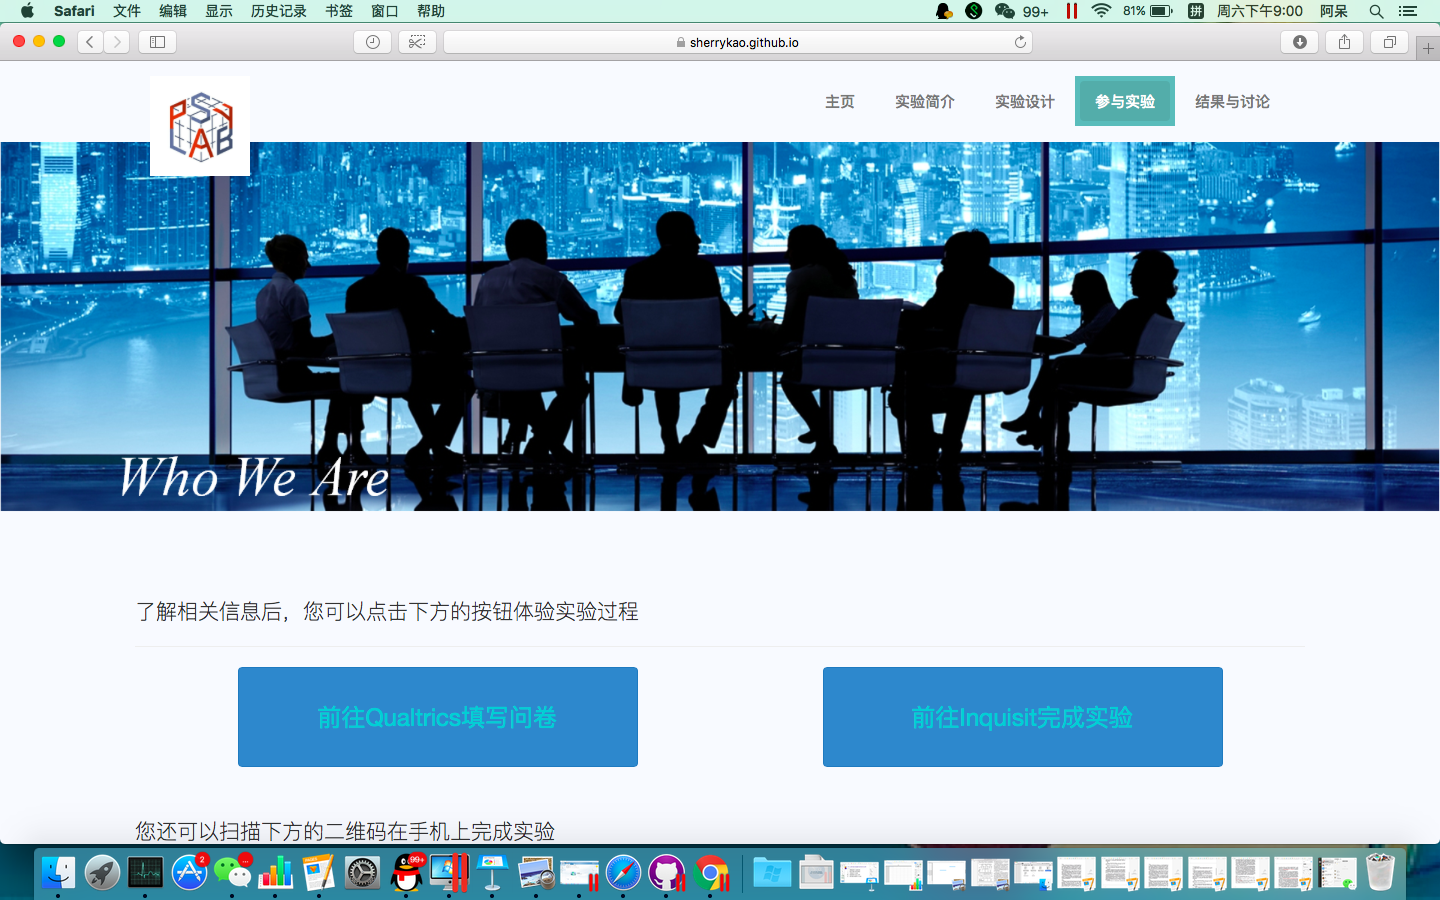 Safari 文件 编辑 显示 历史记录 书签 窗口 帮助 99+ 81% 拼 周六下午9:00 阿呆
sherrykao.github.io
PSY LAB
主页 实验简介 实验设计 参与实验 结果与讨论
Who We Are
了解相关信息后，您可以点击下方的按钮体验实验过程
前往Qualtrics填写问卷 前往Inquisit完成实验
您还可以扫描下方的二维码在手机上完成实验
2 ... 99+